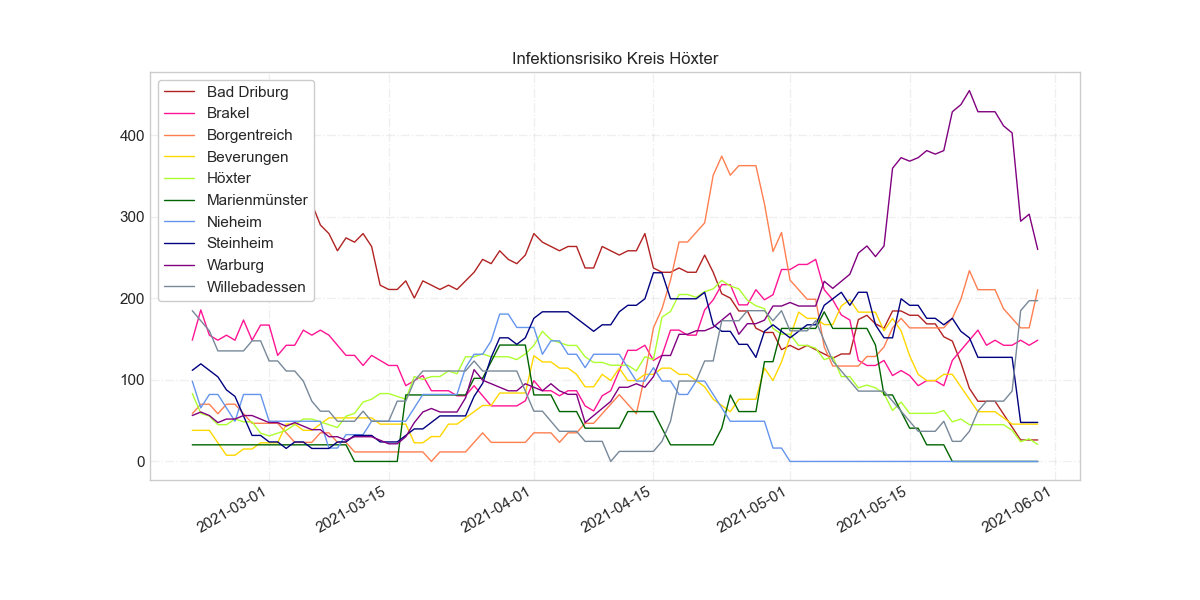 Infektionsrisiko Kreis Höxter
Bad Driburg
Brakel
Borgentreich
Beverungen
Höxter
Marienmünster
Nieheim
Steinheim
Warburg
Willebadessen
400
300
200
100
0
2021-03-01
2021-03-15
2021-04-01
2021-04-15
2021-05-01
2021-05-15
2021-06-01